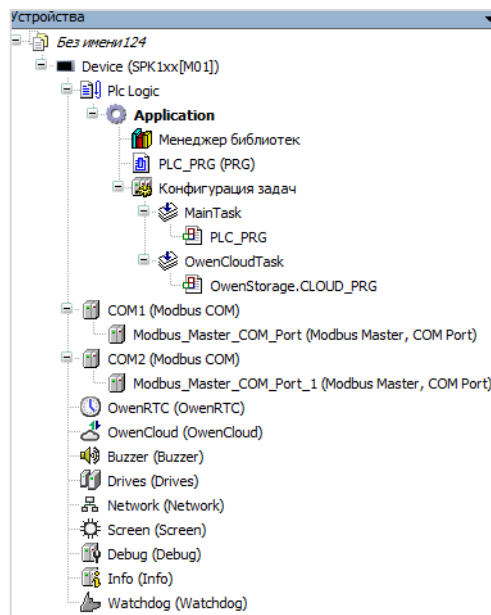 Устройства
Без имени124
Device (SPK1xx[M01])
Plc Logic
Application
Менеджер библиотек
PLC_PRG (PRG)
Конфигурация задач
MainTask
PLC_PRG
OwenCloudTask
OwenStorage.CLOUD_PRG
COM1 (Modbus COM)
Modbus_Master_COM_Port (Modbus Master, COM Port)
COM2 (Modbus COM)
Modbus_Master_COM_Port_1 (Modbus Master, COM Port)
OwenRTC (OwenRTC)
OwenCloud (OwenCloud)
Buzzer (Buzzer)
Drives (Drives)
Network (Network)
Screen (Screen)
Debug (Debug)
Info (Info)
Watchdog (Watchdog)